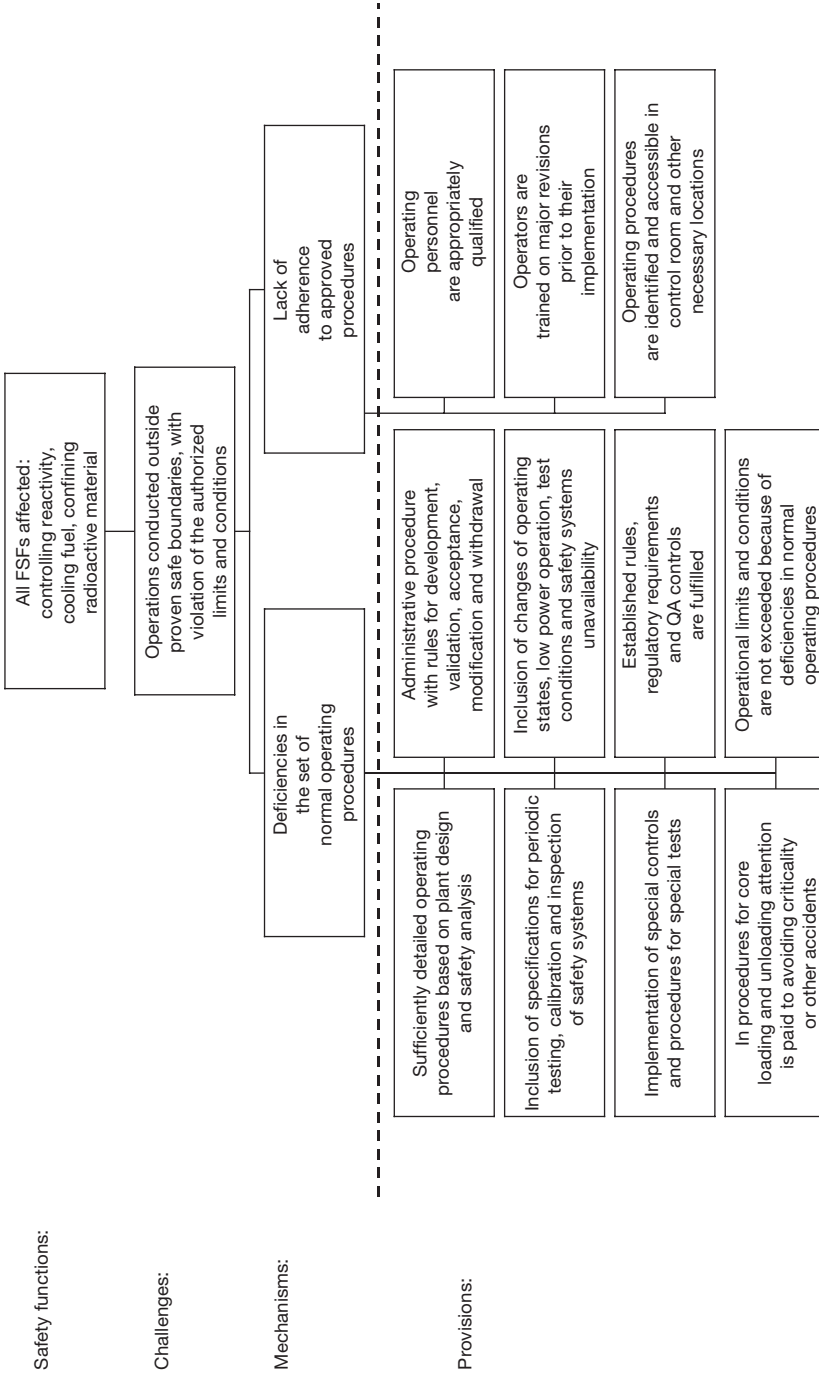 Safety functions:
All FSFs affected:
controlling reactivity,
cooling fuel, confining
radioactive material
Challenges:
Operations conducted outside
proven safe boundaries, with
violation of the authorized
limits and conditions
Mechanisms:
Deficiencies in
the set of
normal operating
procedures
Lack of
adherence
to approved
procedures
Provisions:
Sufficiently detailed operating
procedures based on plant design
and safety analysis
Administrative procedure
with rules for development,
validation, acceptance,
modification and withdrawal
Operating
personnel
are appropriately
qualified
Inclusion of specifications for periodic
testing, calibration and inspection
of safety systems
Inclusion of changes of operating
states, low power operation, test
conditions and safety systems
unavailability
Operators are
trained on major revisions
prior to their
implementation
Implementation of special controls
and procedures for special tests
Established rules,
regulatory requirements
and QA controls
are fulfilled
Operating procedures
are identified and accessible in
control room and other
necessary locations
In procedures for core
loading and unloading attention
is paid to avoiding criticality
or other accidents
Operational limits and conditions
are not exceeded because of
deficiencies in normal
operating procedures